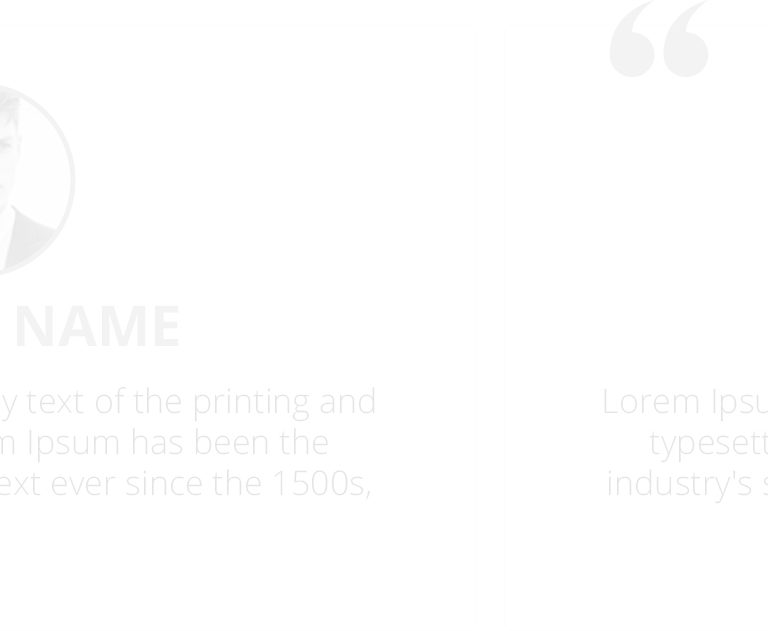 “
NAME
y text of the printing and
m Ipsum has been the
ext ever since the 1500s,
Lorem Ipsu
typesett
industry's s